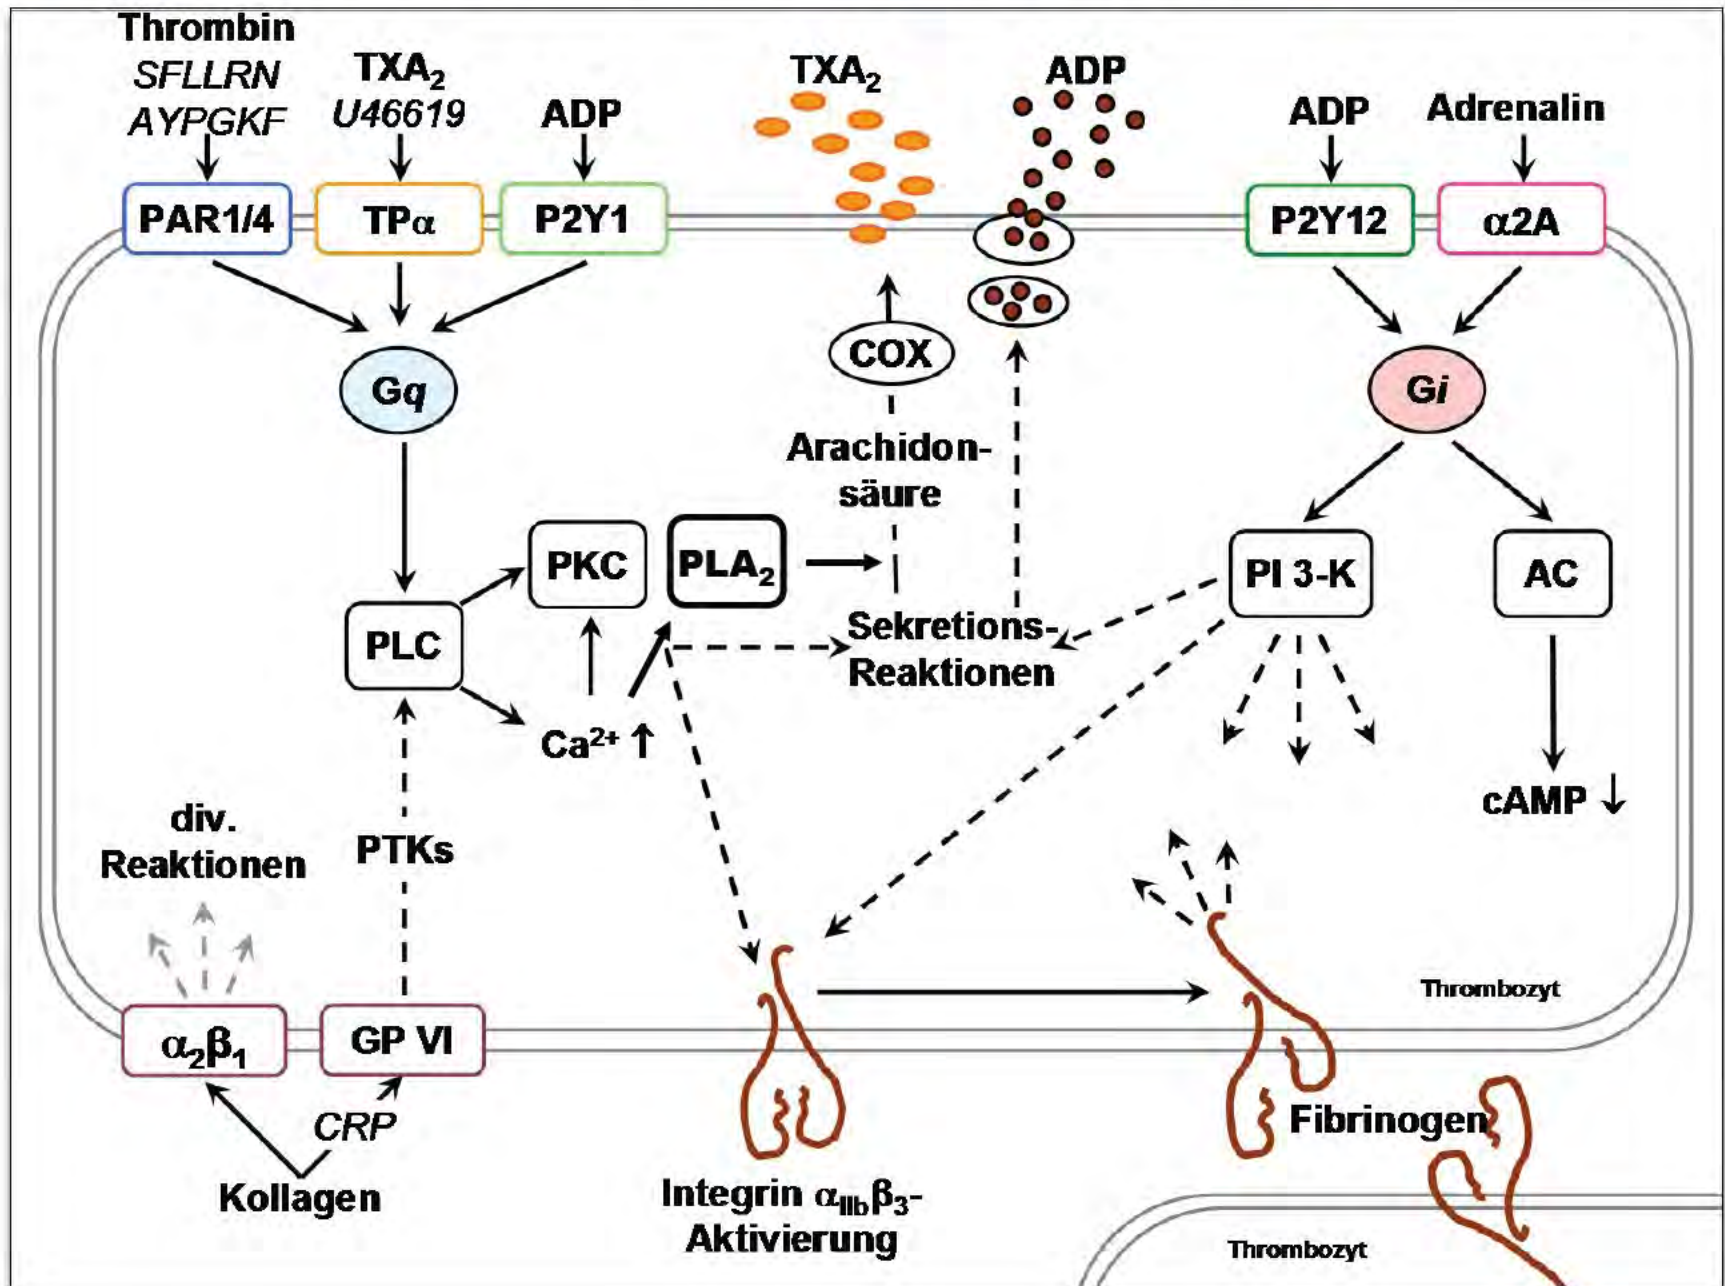 Thrombin
SFLLRN
AYPGKF
TXA₂
U46619
ADP
TXA₂
ADP
ADP
Adrenalin
PAR1/4
TPα
P2Y1
P2Y12
α2A
Gq
COX
Gi
Arachidon-
säure
PKC
PLA₂
PI 3-K
AC
PLC
Sekretions-
Reaktionen
Ca²⁺ ↑
cAMP ↓
div.
Reaktionen
PTKs
Thrombozyt
α₂β₁
GP VI
CRP
Kollagen
Fibrinogen
Integrin αIIbβ₃-
Aktivierung
Thrombozyt